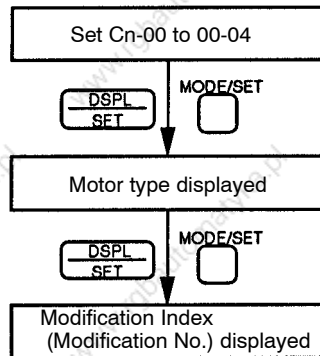 Set Cn-00 to 00-04
DSPL
SET
MODE/SET
Motor type displayed
DSPL
SET
MODE/SET
Modification Index
(Modification No.) displayed